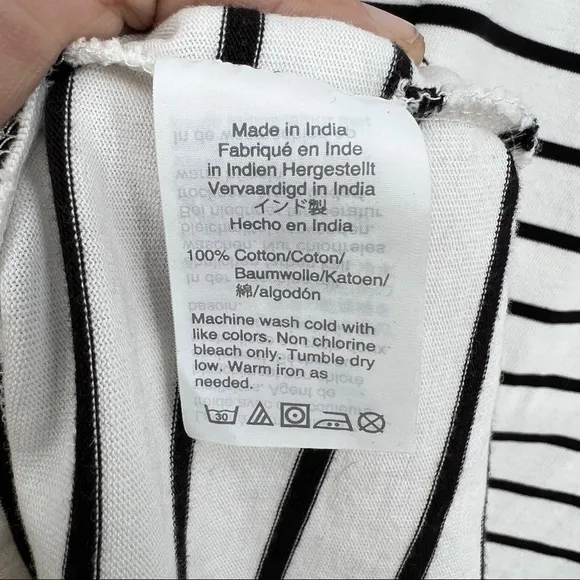 Made in India
Fabriqué en Inde
in Indien Hergestellt
Vervaardigd in India
インド製
Hecho en India
100% Cotton/Coton/
Baumwolle/Katoen/
綿/algodón
Machine wash cold with
like colors. Non chlorine
bleach only. Tumble dry
low. Warm iron as
needed.
30